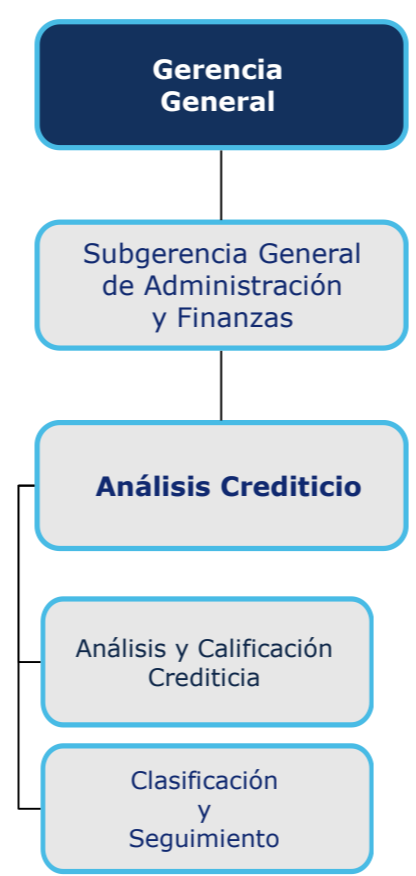 Gerencia
General
Subgerencia General
de Administración
y Finanzas
Análisis Crediticio
Análisis y Calificación
Crediticia
Clasificación
y
Seguimiento